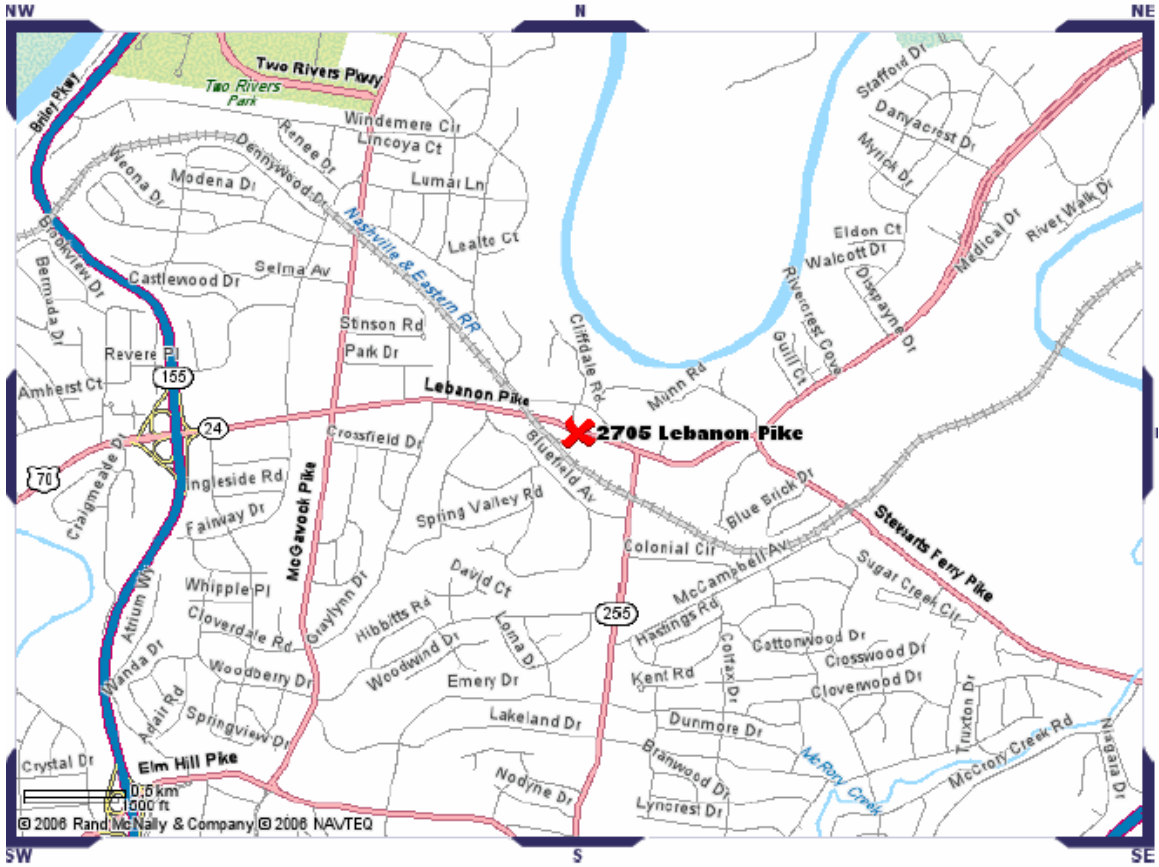 NW
N
NE
Briley Pkwy
Two Rivers Pkwy
Two Rivers
Park
Stafford Dr
Windemere Cir
Lincoya Ct
Danyacrest Dr
Renee Dr
Dennywood Dr
Weona Dr
Modena Dr
Lumar Ln
Myrick Dr
River Walk Dr
Nashville & Eastern RR
Lealto Ct
Eldon Ct
Walcott Dr
Medical Dr
Brookview Dr
Bermada Dr
Castlewood Dr
Selma Av
Rivercrest Cove
Disspayne Dr
Stinson Rd
Cliffdale Rd
Guill Ct
Revere Pl
Park Dr
155
Amherst Ct
Lebanon Pike
Munn Rd
24
2705 Lebanon Pike
Crossfield Dr
Bluefield Av
70
Craigmeade Dr
Ingleside Rd
McGavock Pike
Fairway Dr
Spring Valley Rd
Blue Brick Dr
Stewarts Ferry Pike
Colonial Cir
McCampbell Av
Sugar Creek Cir
David Ct
Whipple Pl
Atrium Wy
Graylynn Dr
Hibbitts Rd
255
Hastings Rd
Cloverdale Rd
Lorna Dr
Colfax Dr
Cottonwood Dr
Crosswood Dr
Wanda Dr
Woodberry Dr
Woodwind Dr
Emery Dr
Kent Rd
Cloverwood Dr
Truxton Dr
Adair Rd
Springview Dr
Lakeland Dr
Dunmore Dr
McCrory Creek Rd
Niagara Dr
Crystal Dr
Elm Hill Pike
Branwood Dr
McRory Creek
Nodyne Dr
Lyncrest Dr
0.5 km
1500 ft
© 2006 Rand McNally & Company © 2006 NAVTEQ
SW
S
SE